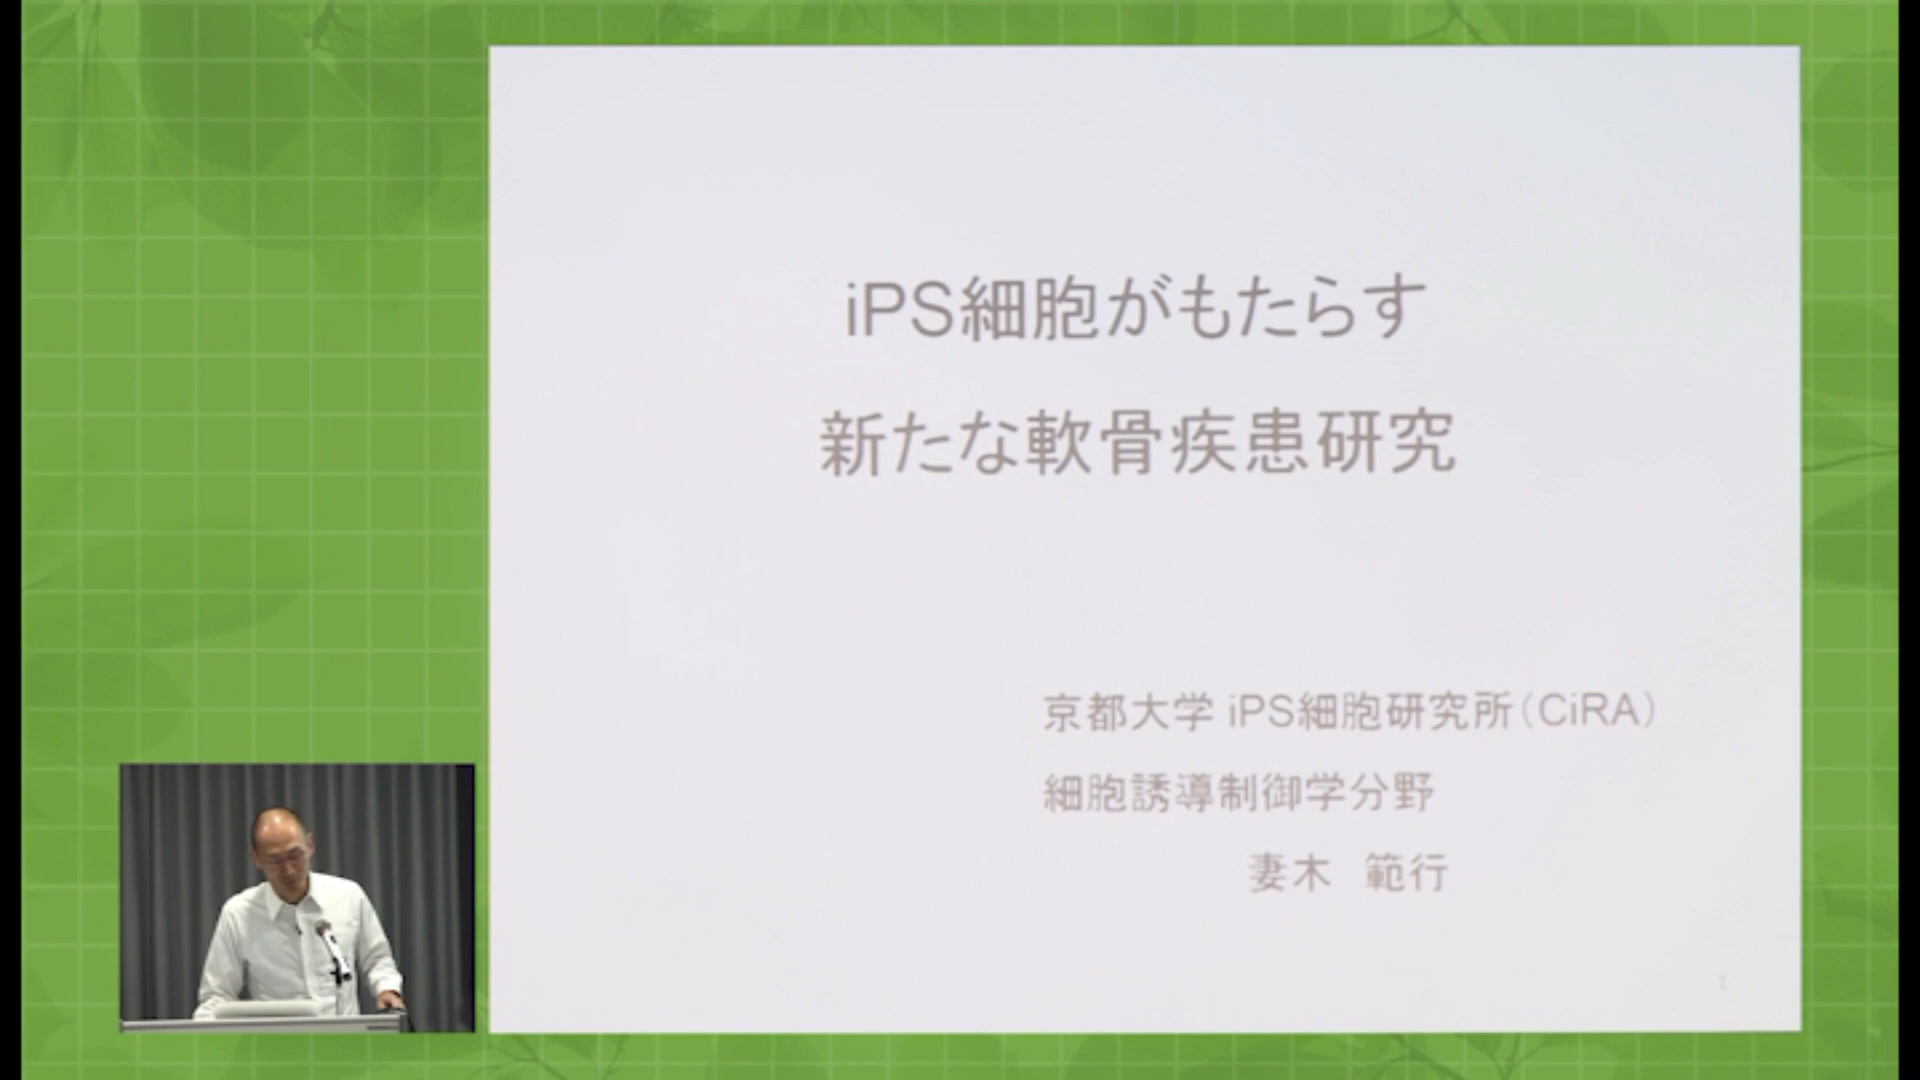 iPS細胞がもたらす
新たな軟骨疾患研究
京都大学 iPS細胞研究所（CiRA）
細胞誘導制御学分野
妻木　範行
1